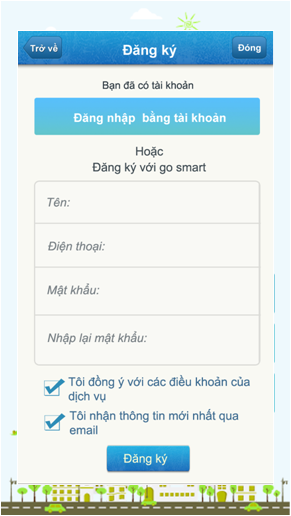 Trở về
Đăng ký
Đóng
Bạn đã có tài khoản
Đăng nhập bằng tài khoản
Hoặc
Đăng ký với go smart
Tên:
Điện thoại:
Mật khẩu:
Nhập lại mật khẩu:
Tôi đồng ý với các điều khoản của
dịch vụ
Tôi nhận thông tin mới nhất qua
email
Đăng ký